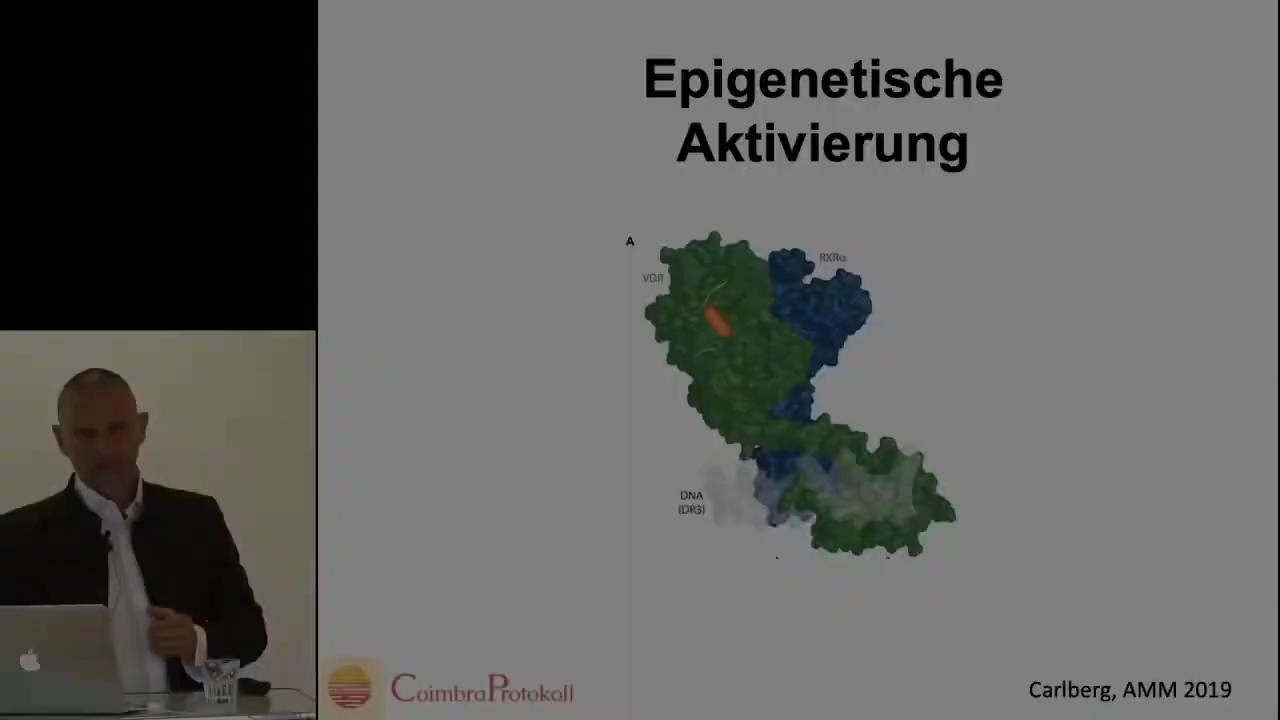 Epigenetische
Aktivierung
A
RXRα
VDR
DNA
(DR3)
CoimbraProtokoll
Carlberg, AMM 2019